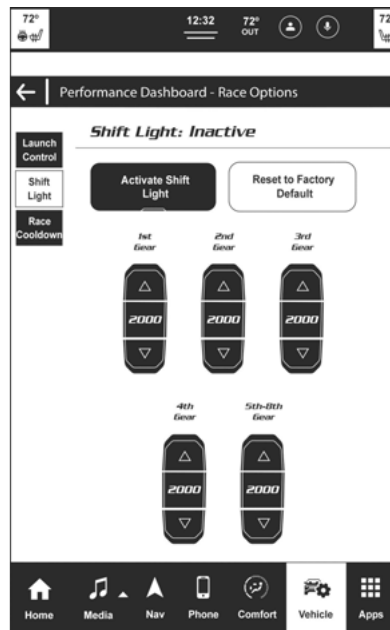 72°
12:32
72°
OUT
72
Performance Dashboard - Race Options
Launch
Control
Shift
Light
Race
Cooldown
Shift Light: Inactive
Activate Shift
Light
Reset to Factory
Default
1st
Gear
2nd
Gear
3rd
Gear
2000
2000
2000
4th
Gear
5th-8th
Gear
2000
2000
Home
Media
Nav
Phone
Comfort
Vehicle
Apps